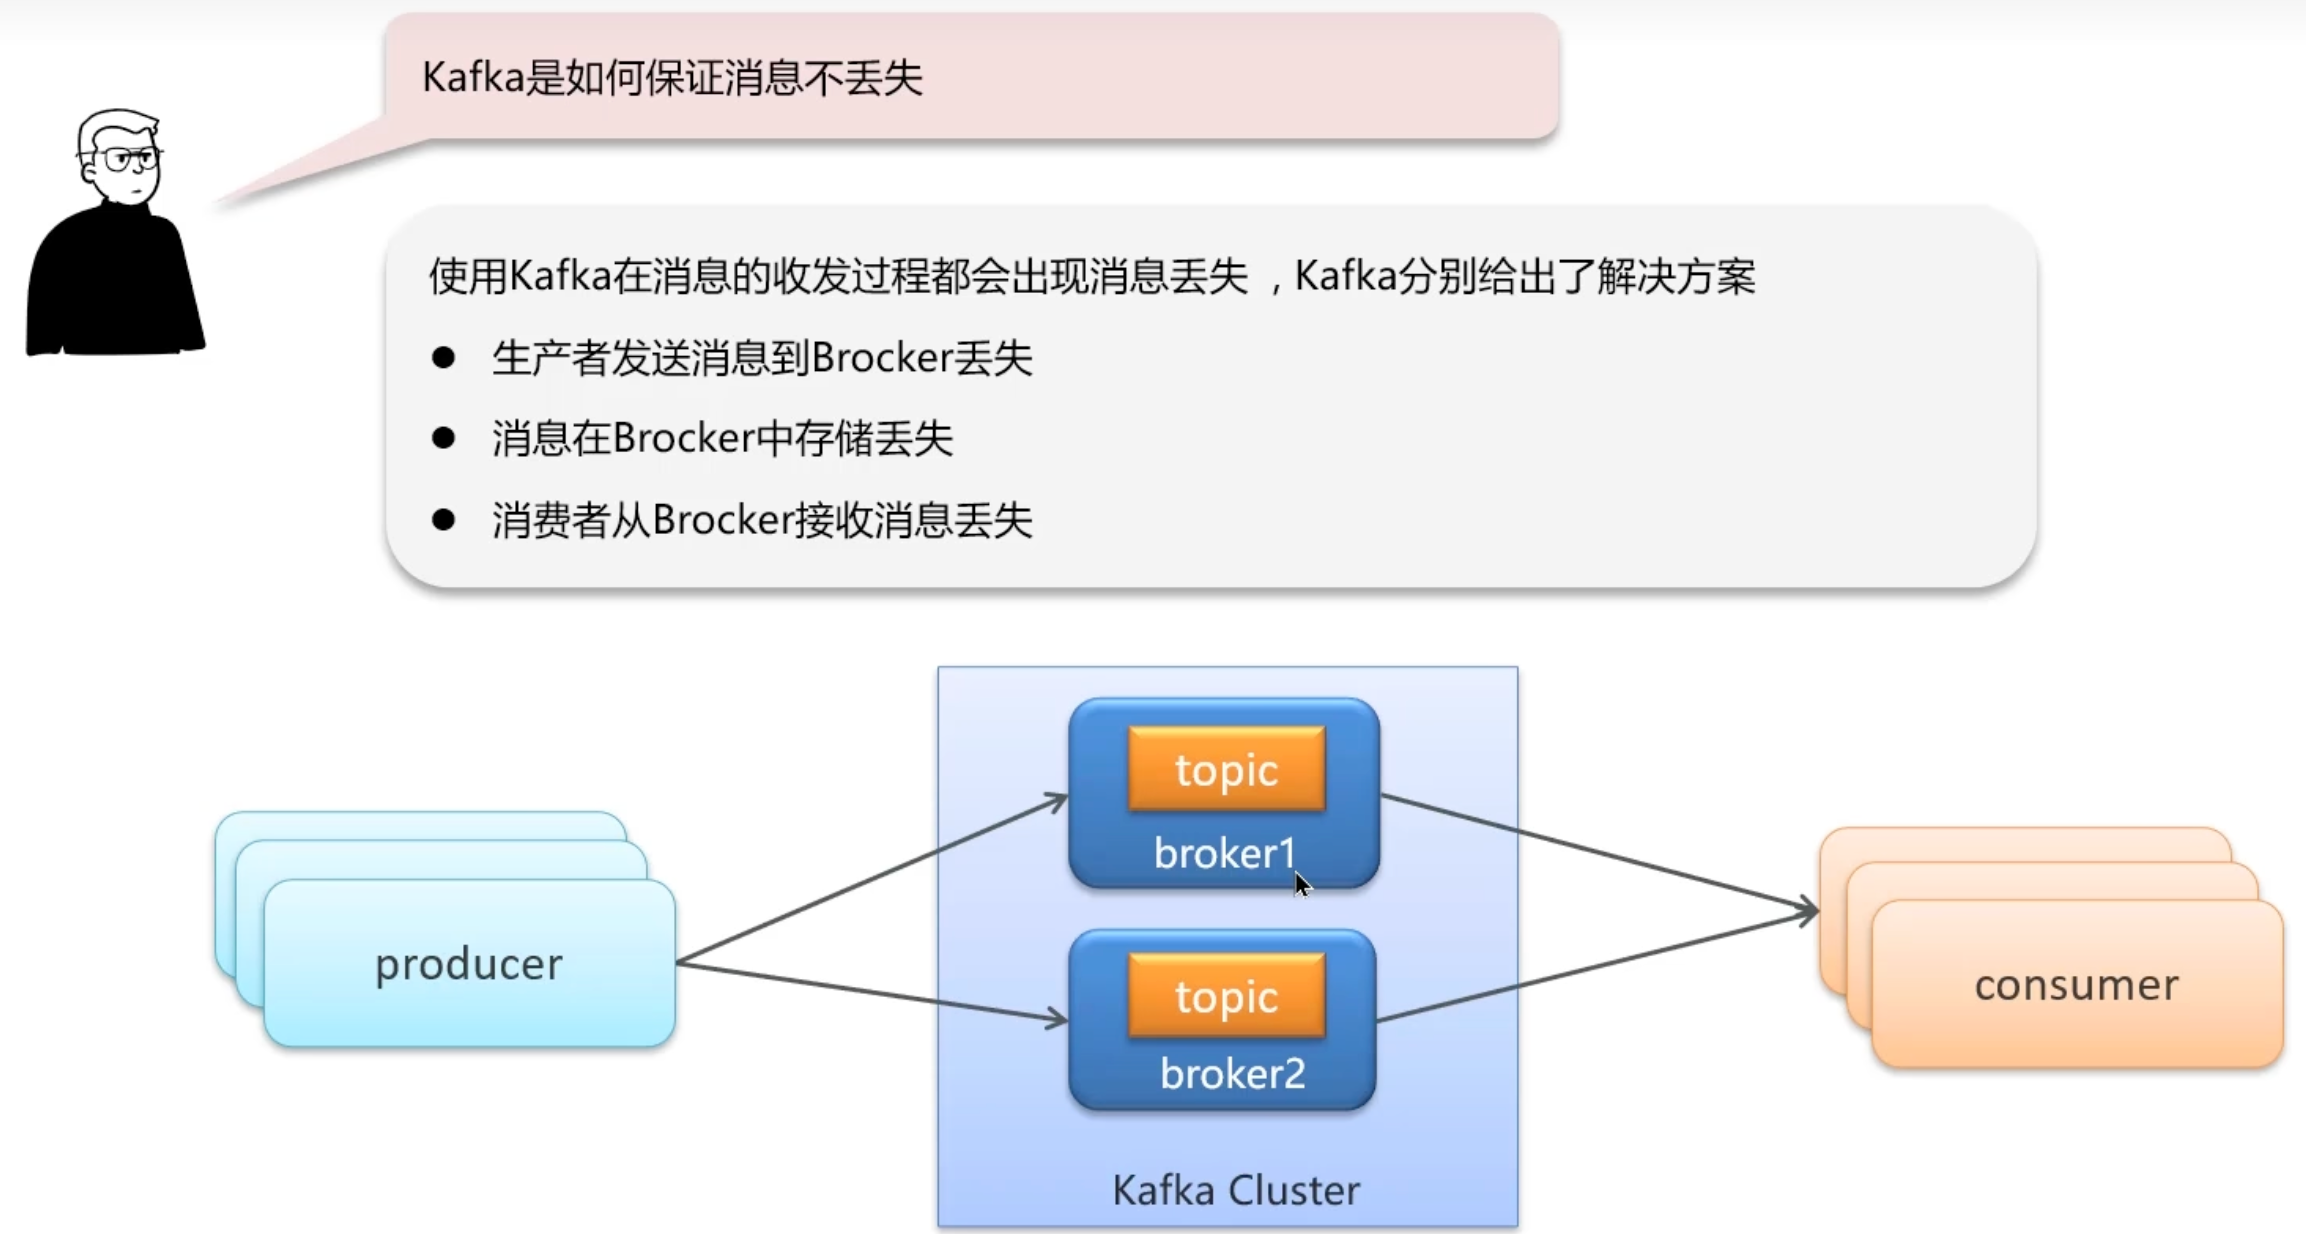 Kafka是如何保证消息不丢失
使用Kafka在消息的收发过程都会出现消息丢失 , Kafka分别给出了解决方案
● 生产者发送消息到Brocker丢失
● 消息在Brocker中存储丢失
● 消费者从Brocker接收消息丢失
topic
broker1
producer
topic
broker2
consumer
Kafka Cluster